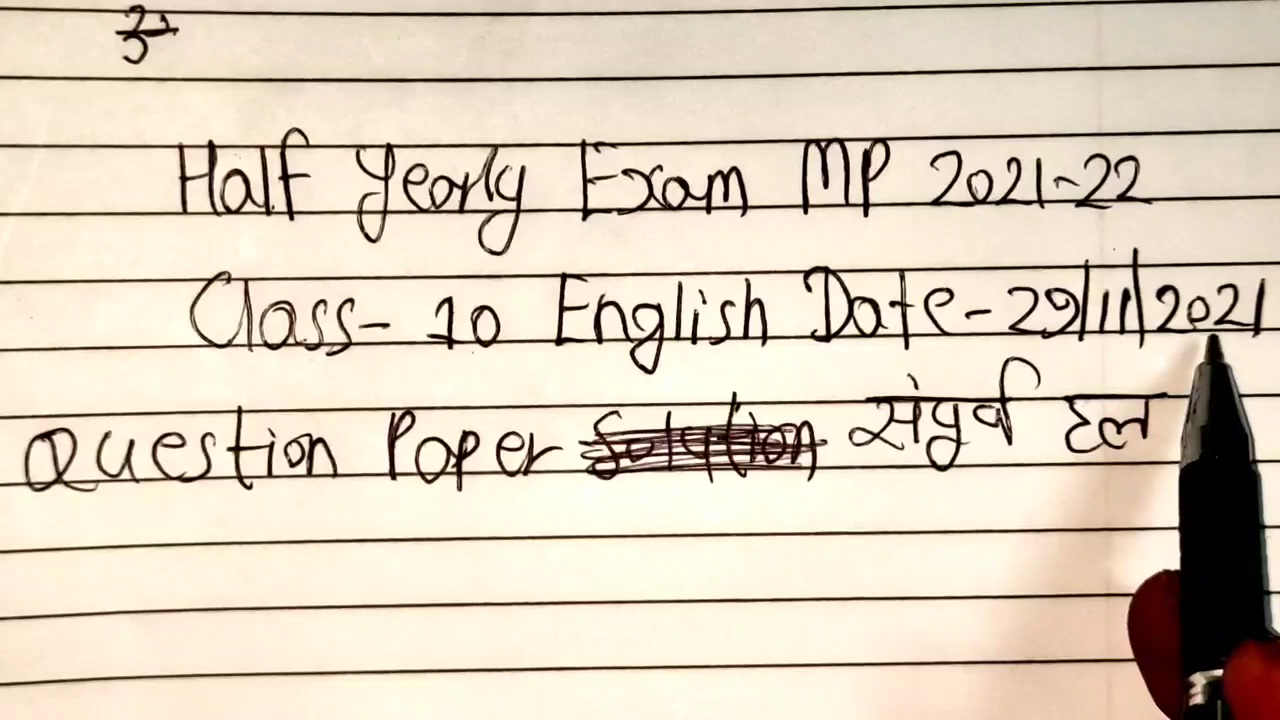 Half Yearly Exam MP 2021-22
Class- 10 English Date-29/11/2021
Question Paper संपुर्ण हल